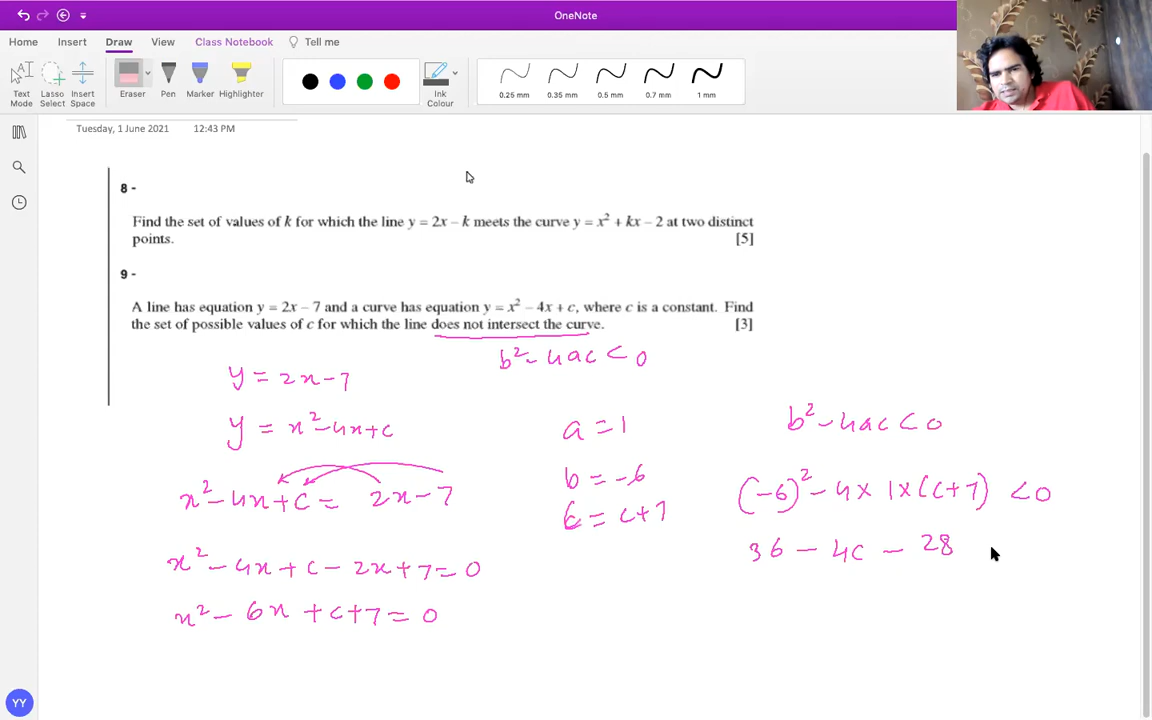 OneNote
Home Insert Draw View Class Notebook Tell me
Text Mode Lasso Select Insert Space Eraser Pen Marker Highlighter Ink Colour 0.25 mm 0.35 mm 0.5 mm 0.7 mm 1 mm
Tuesday, 1 June 2021 12:43 PM
8 -
Find the set of values of k for which the line y = 2x – k meets the curve y = x² + kx – 2 at two distinct
points. [5]
9 -
A line has equation y = 2x – 7 and a curve has equation y = x² – 4x + c, where c is a constant. Find
the set of possible values of c for which the line does not intersect the curve. [3]
b² - 4ac < 0
y = 2x - 7
y = x² - 4x + c
x² - 4x + c = 2x - 7
x² - 4x + c - 2x + 7 = 0
x² - 6x + c + 7 = 0
a = 1
b = -6
c = c + 7
b² - 4ac < 0
(-6)² - 4 × 1 × (c + 7) < 0
36 - 4c - 28
YY